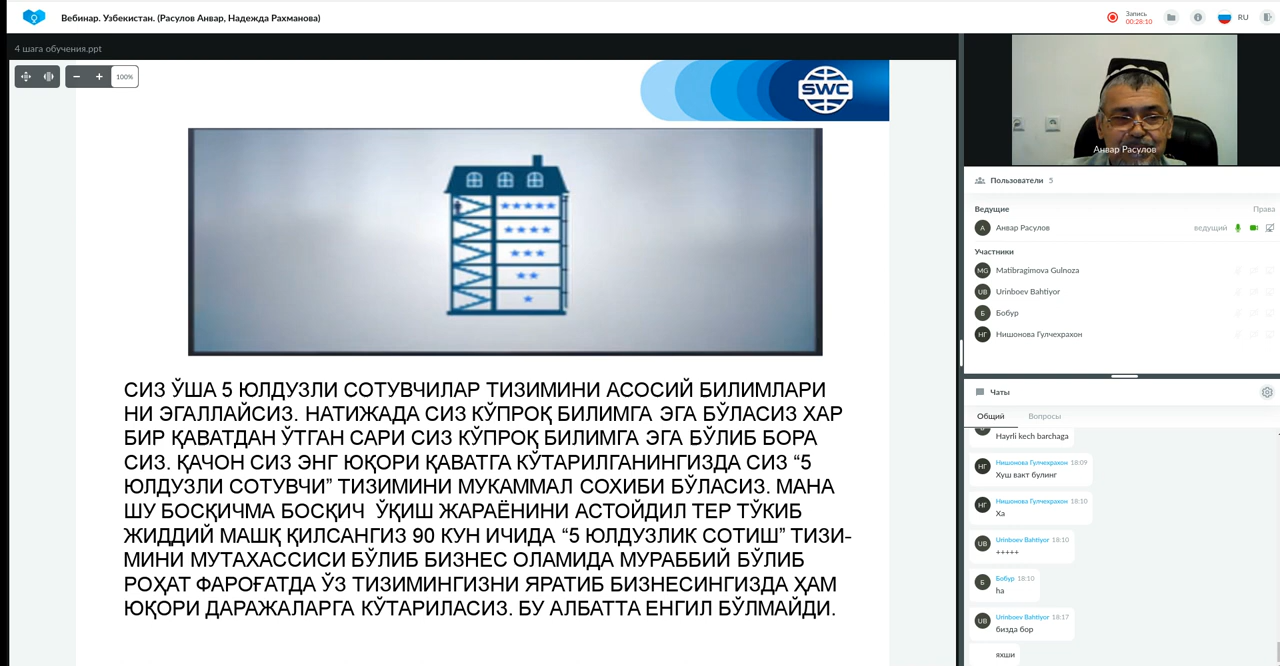 Вебинар. Узбекистан. (Расулов Анвар, Надежда Рахманова)
Запись
00:28:10
RU
4 шага обучения.ppt
100%
SWC
СИЗ ЎША 5 ЮЛДУЗЛИ СОТУВЧИЛАР ТИЗИМИНИ АСОСИЙ БИЛИМЛАРИ
НИ ЭГАЛЛАЙСИЗ. НАТИЖАДА СИЗ КЎПРОҚ БИЛИМГА ЭГА БЎЛАСИЗ ХАР
БИР ҚАВАТДАН ЎТГАН САРИ СИЗ КЎПРОҚ БИЛИМГА ЭГА БЎЛИБ БОРА
СИЗ. ҚАЧОН СИЗ ЭНГ ЮҚОРИ ҚАВАТГА КЎТАРИЛГАНИНГИЗДА СИЗ “5
ЮЛДУЗЛИ СОТУВЧИ” ТИЗИМИНИ МУКАММАЛ СОХИБИ БЎЛАСИЗ. МАНА
ШУ БОСҚИЧМА БОСҚИЧ ЎҚИШ ЖАРАЁНИНИ АСТОЙДИЛ ТЕР ТЎКИБ
ЖИДДИЙ МАШҚ ҚИЛСАНГИЗ 90 КУН ИЧИДА “5 ЮЛДУЗЛИК СОТИШ” ТИЗИ-
МИНИ МУТАХАССИСИ БЎЛИБ БИЗНЕС ОЛАМИДА МУРАББИЙ БЎЛИБ
РОҲАТ ФАРОҒАТДА ЎЗ ТИЗИМИНГИЗНИ ЯРАТИБ БИЗНЕСИНГИЗДА ҲАМ
ЮҚОРИ ДАРАЖАЛАРГА КЎТАРИЛАСИЗ. БУ АЛБАТТА ЕНГИЛ БЎЛМАЙДИ.
Анвар Расулов
Пользователи 5
Ведущие Права
А Анвар Расулов ведущий
Участники
MG Matibragimova Gulnoza
UB Urinboev Bahtiyor
Б Бобур
НГ Нишонова Гулчехрахон
Чаты
Общий Вопросы
Hayrli kech barchaga
НГ Нишонова Гулчехрахон 18:09
Хуш вакт булинг
НГ Нишонова Гулчехрахон 18:10
Ха
UB Urinboev Bahtiyor 18:10
+++++
Б Бобур 18:10
ha
UB Urinboev Bahtiyor 18:17
бизда бор
яхши